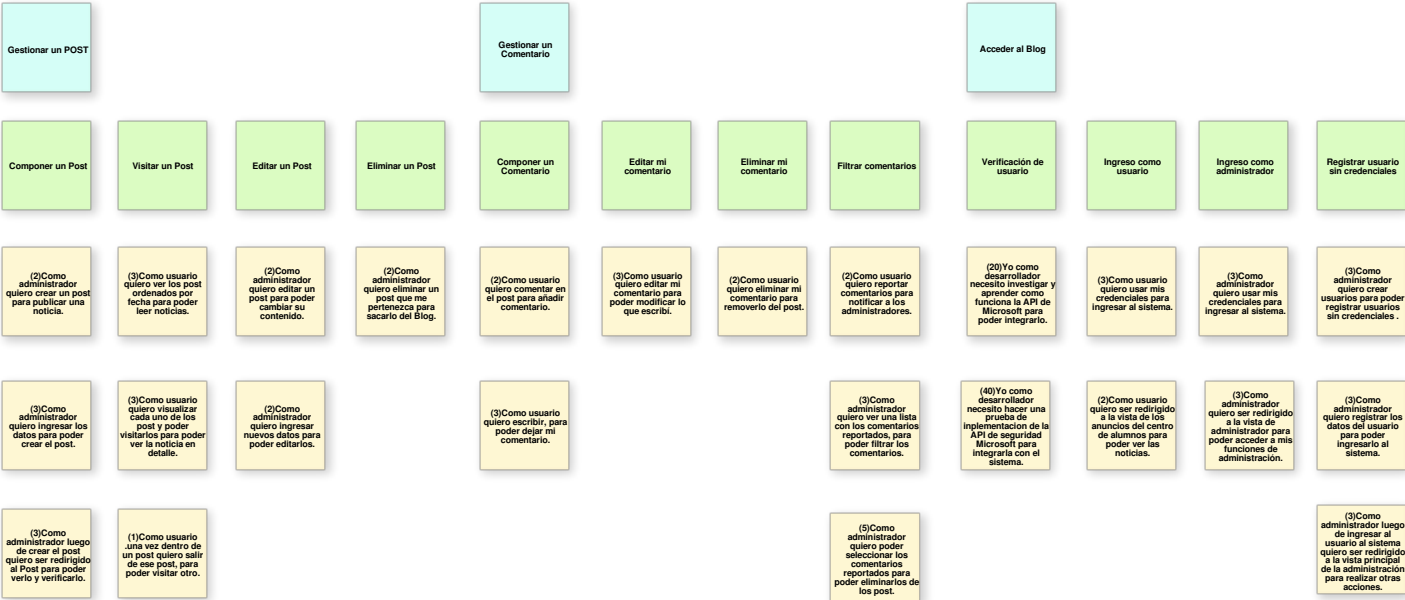 Gestionar un POST
Gestionar un
Comentario
Acceder al Blog
Componer un Post
Visitar un Post
Editar un Post
Eliminar un Post
Componer un
Comentario
Editar mi
comentario
Eliminar mi
comentario
Filtrar comentarios
Verificación de
usuario
Ingreso como
usuario
Ingreso como
administrador
Registrar usuario
sin credenciales
(2)Como
administrador
quiero crear un post
para publicar una
noticia.
(3)Como usuario
quiero ver los post
ordenados por
fecha para poder
leer noticias.
(2)Como
administrador
quiero editar un
post para poder
cambiar su
contenido.
(2)Como
administrador
quiero eliminar un
post que me
pertenezca para
sacarlo del Blog.
(2)Como usuario
quiero comentar en
el post para añadir
comentario.
(3)Como usuario
quiero editar mi
comentario para
poder modificar lo
que escribí.
(2)Como usuario
quiero eliminar mi
comentario para
removerlo del post.
(2)Como usuario
quiero reportar
comentarios para
notificar a los
administradores.
(20)Yo como
desarrollador
necesito investigar y
aprender como
funciona la API de
Microsoft para
poder integrarlo.
(3)Como usuario
quiero usar mis
credenciales para
ingresar al sistema.
(3)Como
administrador
quiero usar mis
credenciales para
ingresar al sistema.
(3)Como
administrador
quiero crear
usuarios para poder
registrar usuarios
sin credenciales .
(3)Como
administrador
quiero ingresar los
datos para poder
crear el post.
(3)Como usuario
quiero visualizar
cada uno de los
post y poder
visitarlos para poder
ver la noticia en
detalle.
(2)Como
administrador
quiero ingresar
nuevos datos para
poder editarlos.
(3)Como usuario
quiero escribir, para
poder dejar mi
comentario.
(3)Como
administrador
quiero ver una lista
con los comentarios
reportados, para
poder filtrar los
comentarios.
(40)Yo como
desarrollador
necesito hacer una
prueba de
inplementacion de la
API de seguridad
Microsoft para
integrarla con el
sistema.
(2)Como usuario
quiero ser redirigido
a la vista de los
anuncios del centro
de alumnos para
poder ver las
noticias.
(3)Como
administrador
quiero ser redirigido
a la vista de
administrador para
poder acceder a mis
funciones de
administración.
(3)Como
administrador
quiero registrar los
datos del usuario
para poder
ingresarlo al
sistema.
(3)Como
administrador luego
de crear el post
quiero ser redirigido
al Post para poder
verlo y verificarlo.
(1)Como usuario
.una vez dentro de
un post quiero salir
de ese post, para
poder visitar otro.
(5)Como
administrador
quiero poder
seleccionar los
comentarios
reportados para
poder eliminarlos de
los post.
(3)Como
administrador luego
de ingresar al
usuario al sistema
quiero ser redirigido
a la vista principal
de la administración
para realizar otras
acciones.